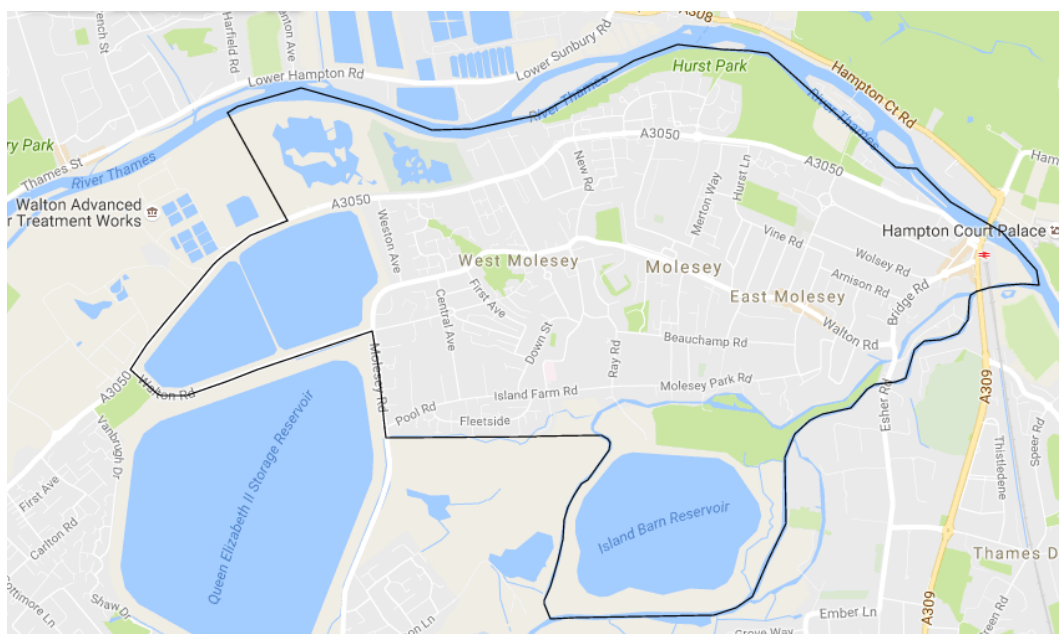 A308
Harfield Rd
Lower Sunbury Rd
Lower Hampton Rd
Hurst Park
Hampton Ct Rd
River Thames
River Thames
A3050
Thames St
River Thames
New Rd
Merton Way
Hurst Ln
A3050
Walton Advanced
r Treatment Works
A3050
Weston Ave
Vine Rd
Wolsey Rd
Hampton Court Palace
West Molesey
Molesey
Arnison Rd
Bridge Rd
First Ave
Central Ave
East Molesey
Down St
Ray Rd
Beauchamp Rd
Walton Rd
Molesey Rd
A3050
Walton Rd
Molesey Park Rd
Island Farm Rd
Pool Rd
Fleetside
Esher Rd
A309
Vanbrugh Dr
Queen Elizabeth II Storage Reservoir
Thistledene
Speer Rd
First Ave
Carlton Rd
Island Barn Reservoir
Thames D
Shaw Dr
Ember Ln
A309
Grove Way